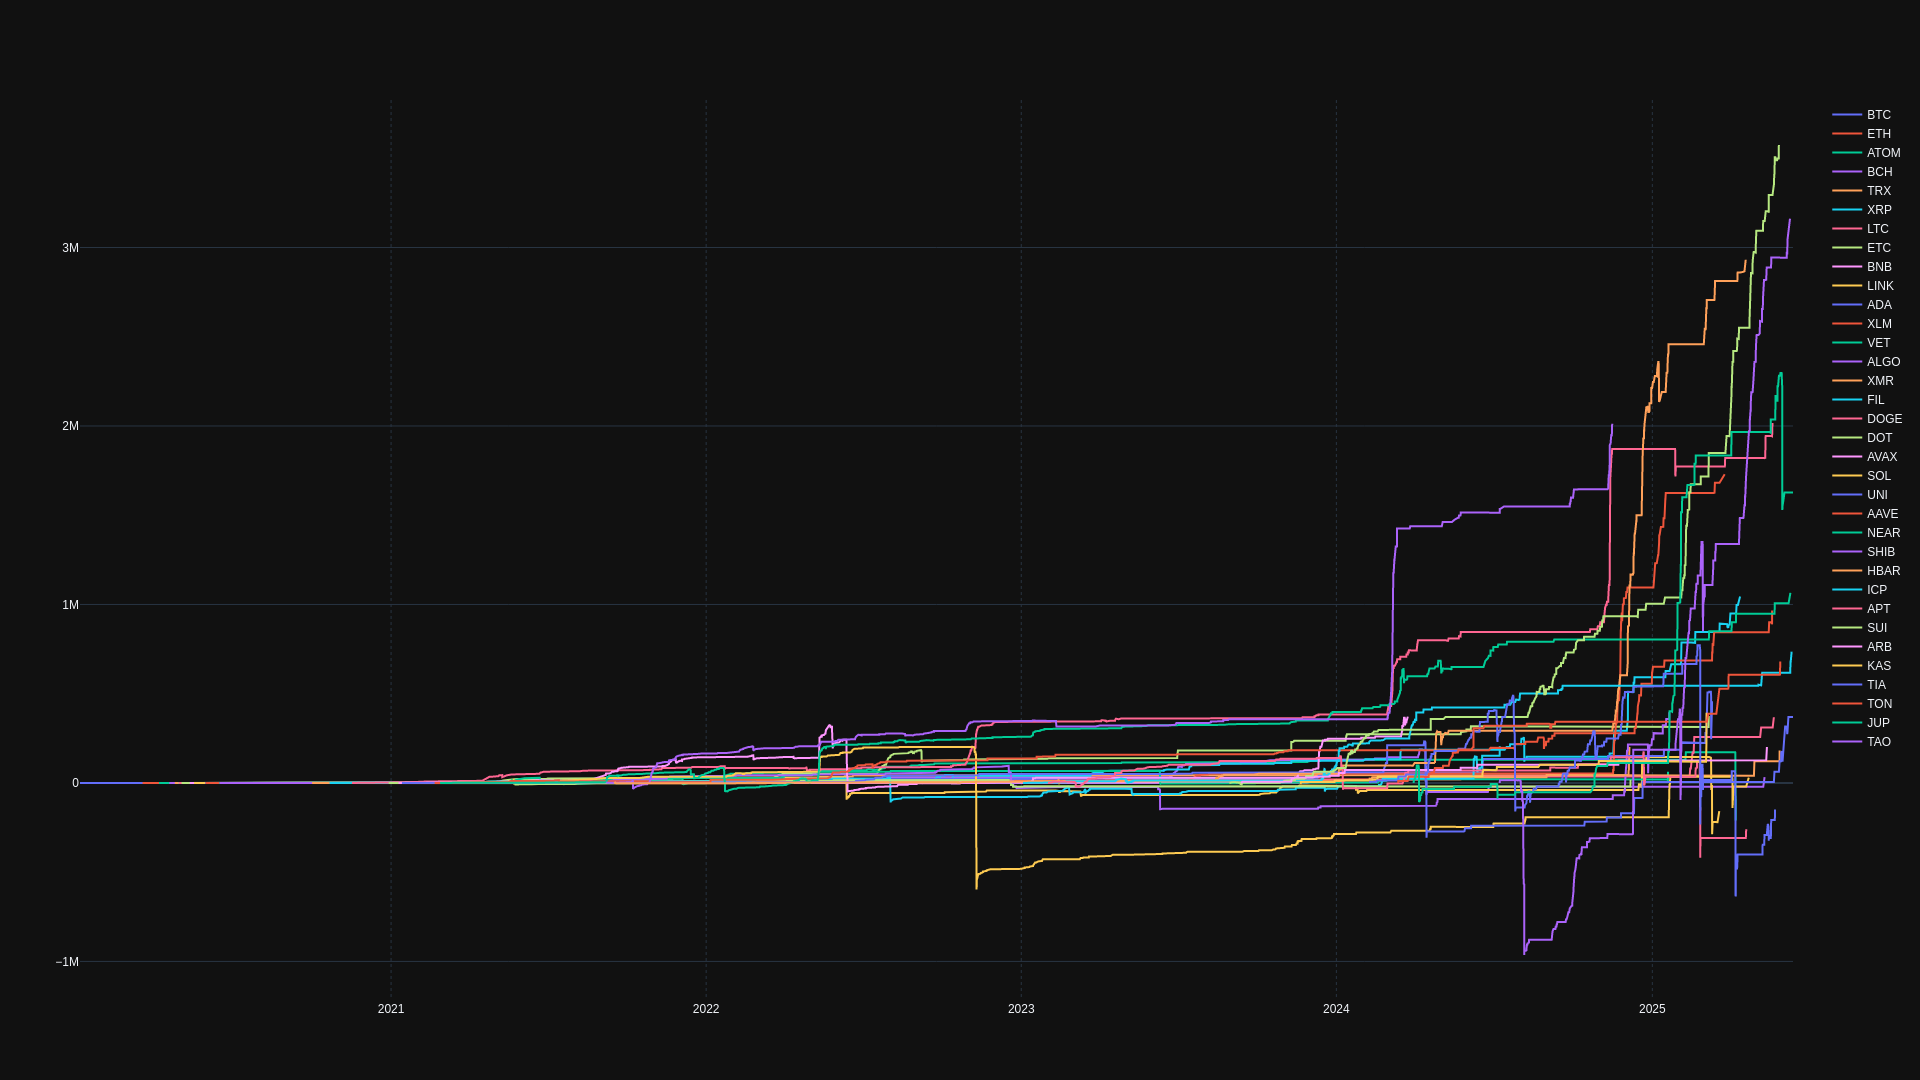 3M
2M
1M
0
−1M
2021
2022
2023
2024
2025
BTC
ETH
ATOM
BCH
TRX
XRP
LTC
ETC
BNB
LINK
ADA
XLM
VET
ALGO
XMR
FIL
DOGE
DOT
AVAX
SOL
UNI
AAVE
NEAR
SHIB
HBAR
ICP
APT
SUI
ARB
KAS
TIA
TON
JUP
TAO